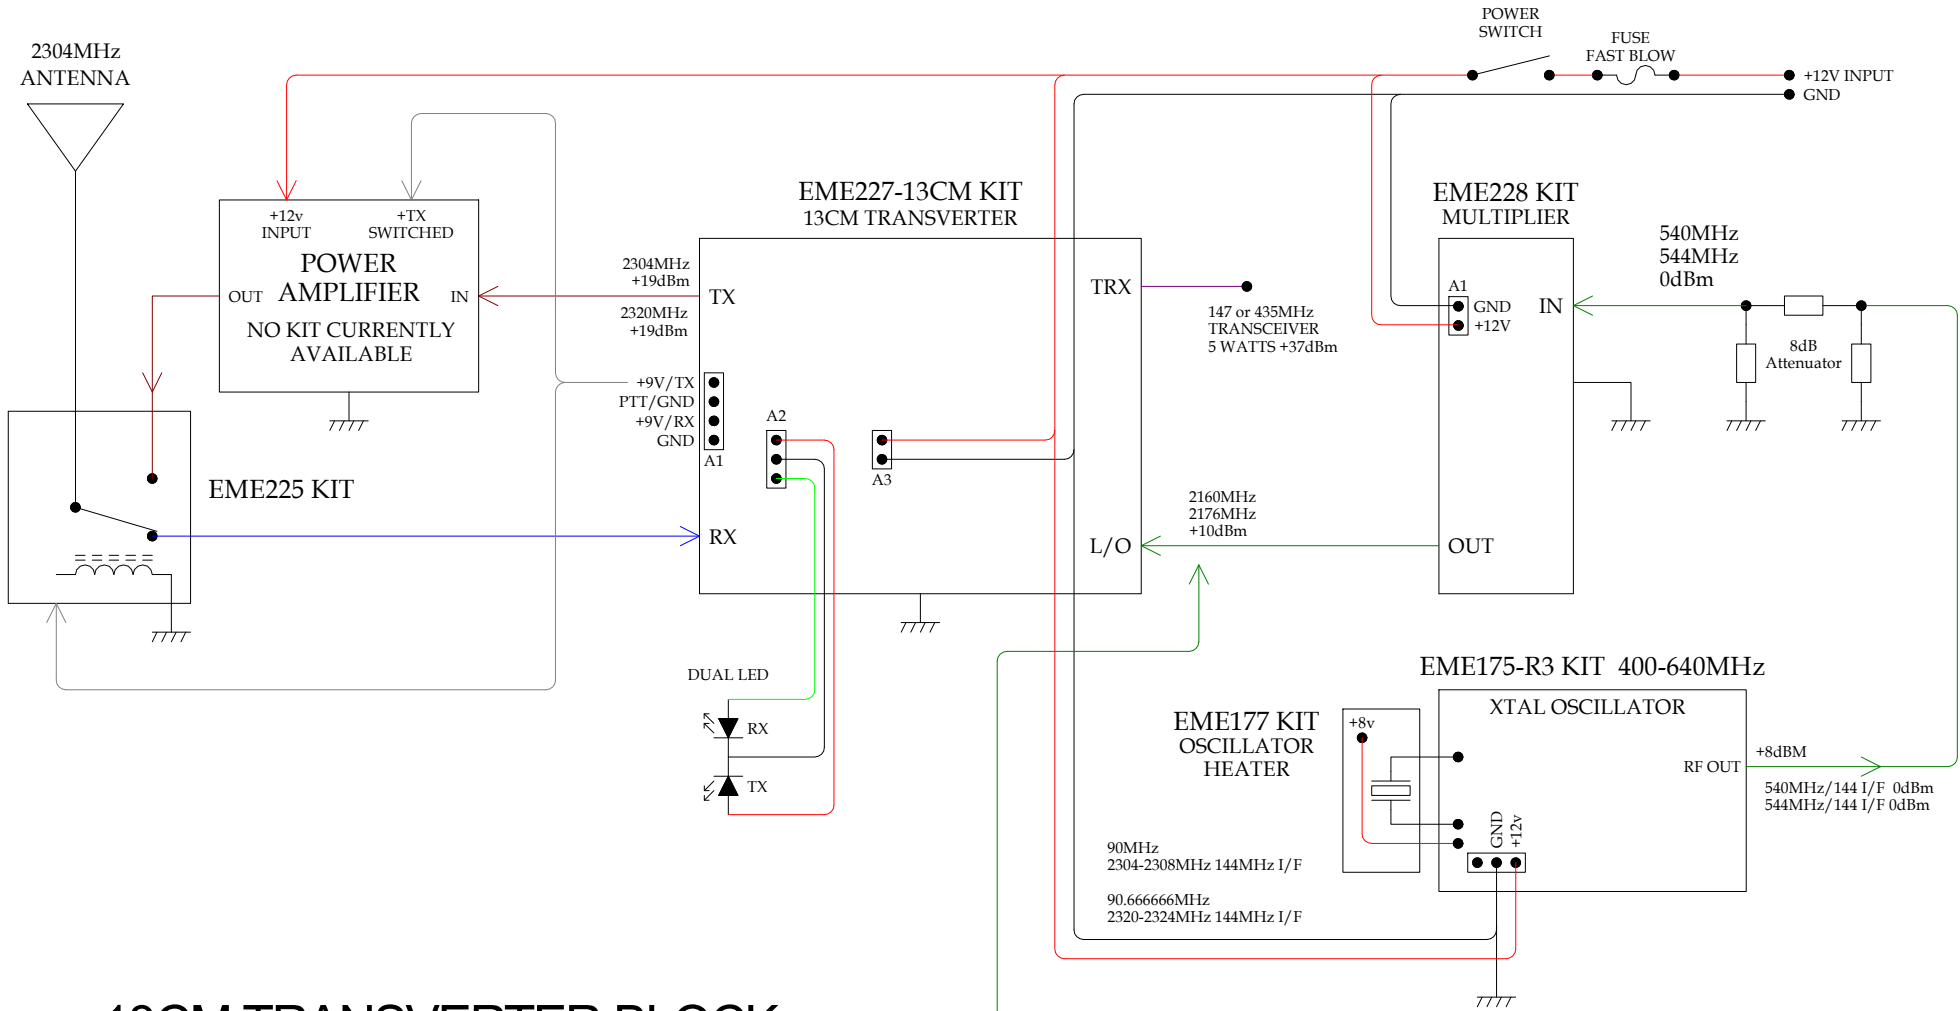 POWER
SWITCH
FUSE
FAST BLOW
+12V INPUT
GND
2304MHz
ANTENNA
+12v
INPUT
+TX
SWITCHED
POWER
AMPLIFIER
OUT
IN
NO KIT CURRENTLY
AVAILABLE
EME227-13CM KIT
13CM TRANSVERTER
2304MHz
+19dBm
2320MHz
+19dBm
TX
TRX
147 or 435MHz
TRANSCEIVER
5 WATTS +37dBm
+9V/TX
PTT/GND
+9V/RX
GND
A1
A2
A3
RX
L/O
EME228 KIT
MULTIPLIER
A1
GND
+12V
IN
OUT
540MHz
544MHz
0dBm
8dB
Attenuator
2160MHz
2176MHz
+10dBm
EME225 KIT
DUAL LED
RX
TX
EME175-R3 KIT 400-640MHz
XTAL OSCILLATOR
EME177 KIT
OSCILLATOR
HEATER
+8v
GND
+12v
RF OUT
+8dBM
540MHz/144 I/F 0dBm
544MHz/144 I/F 0dBm
90MHz
2304-2308MHz 144MHz I/F
90.666666MHz
2320-2324MHz 144MHz I/F
13CM TRANSVERTER BLOCK